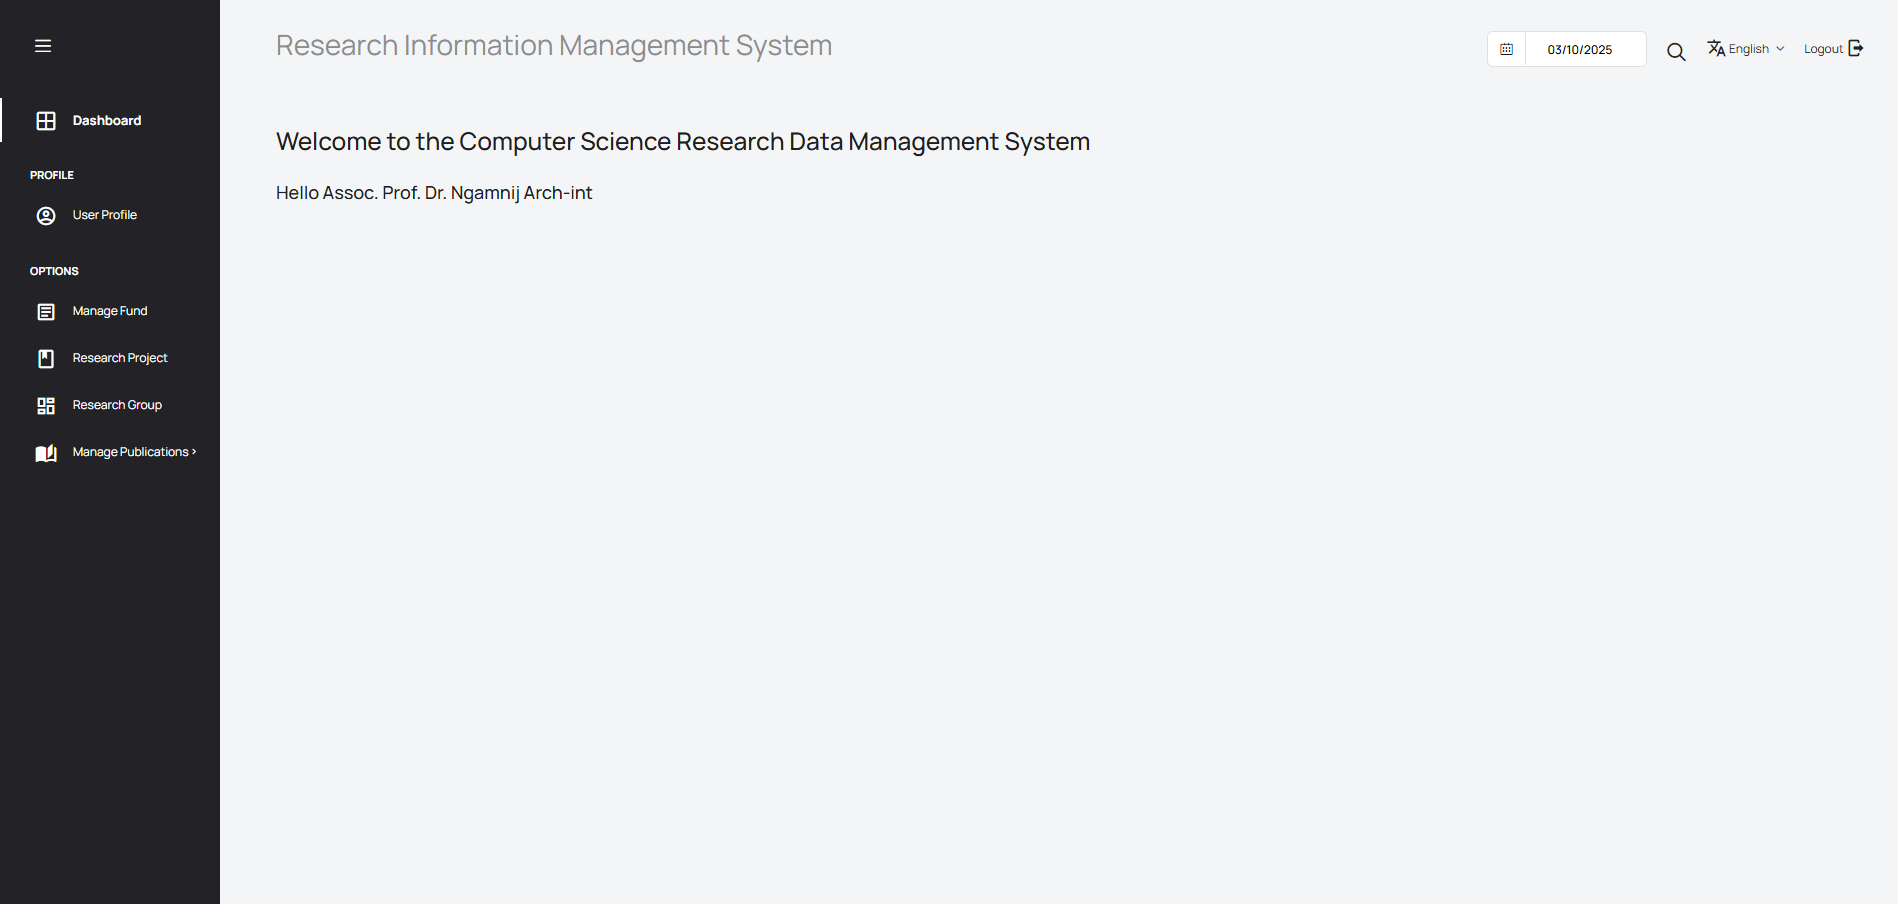 Research Information Management System
03/10/2025
English
Logout
Dashboard
PROFILE
User Profile
OPTIONS
Manage Fund
Research Project
Research Group
Manage Publications >
Welcome to the Computer Science Research Data Management System
Hello Assoc. Prof. Dr. Ngamnij Arch-int